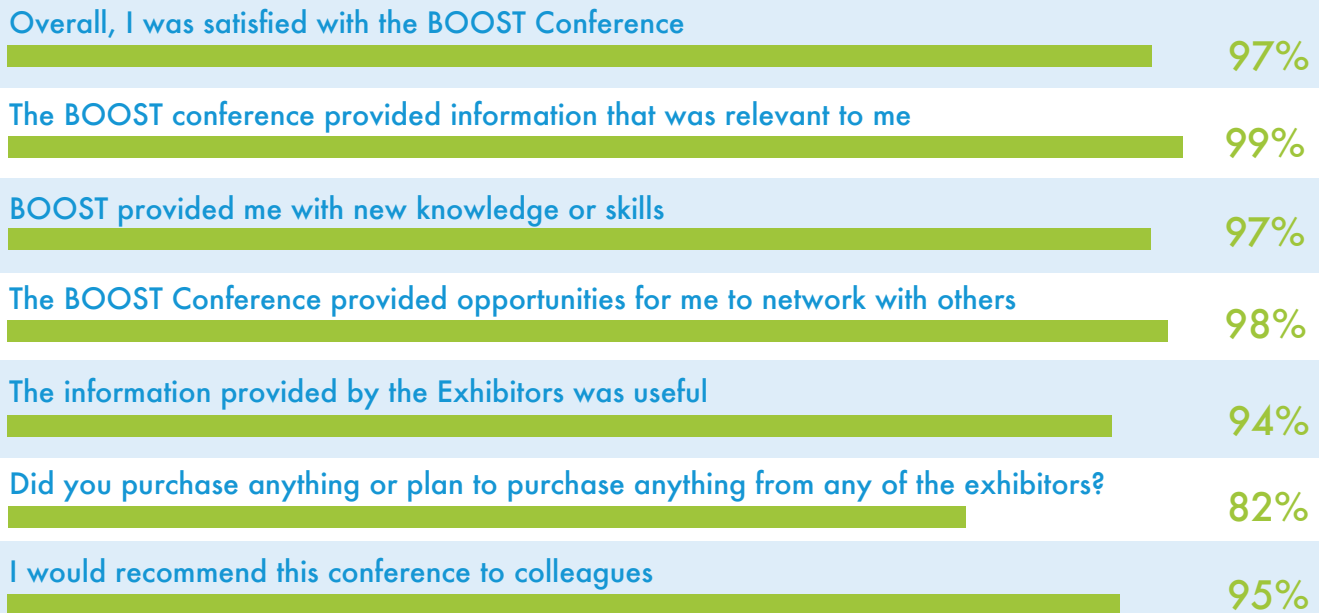 Overall, I was satisfied with the BOOST Conference
97%
The BOOST conference provided information that was relevant to me
99%
BOOST provided me with new knowledge or skills
97%
The BOOST Conference provided opportunities for me to network with others
98%
The information provided by the Exhibitors was useful
94%
Did you purchase anything or plan to purchase anything from any of the exhibitors?
82%
I would recommend this conference to colleagues
95%